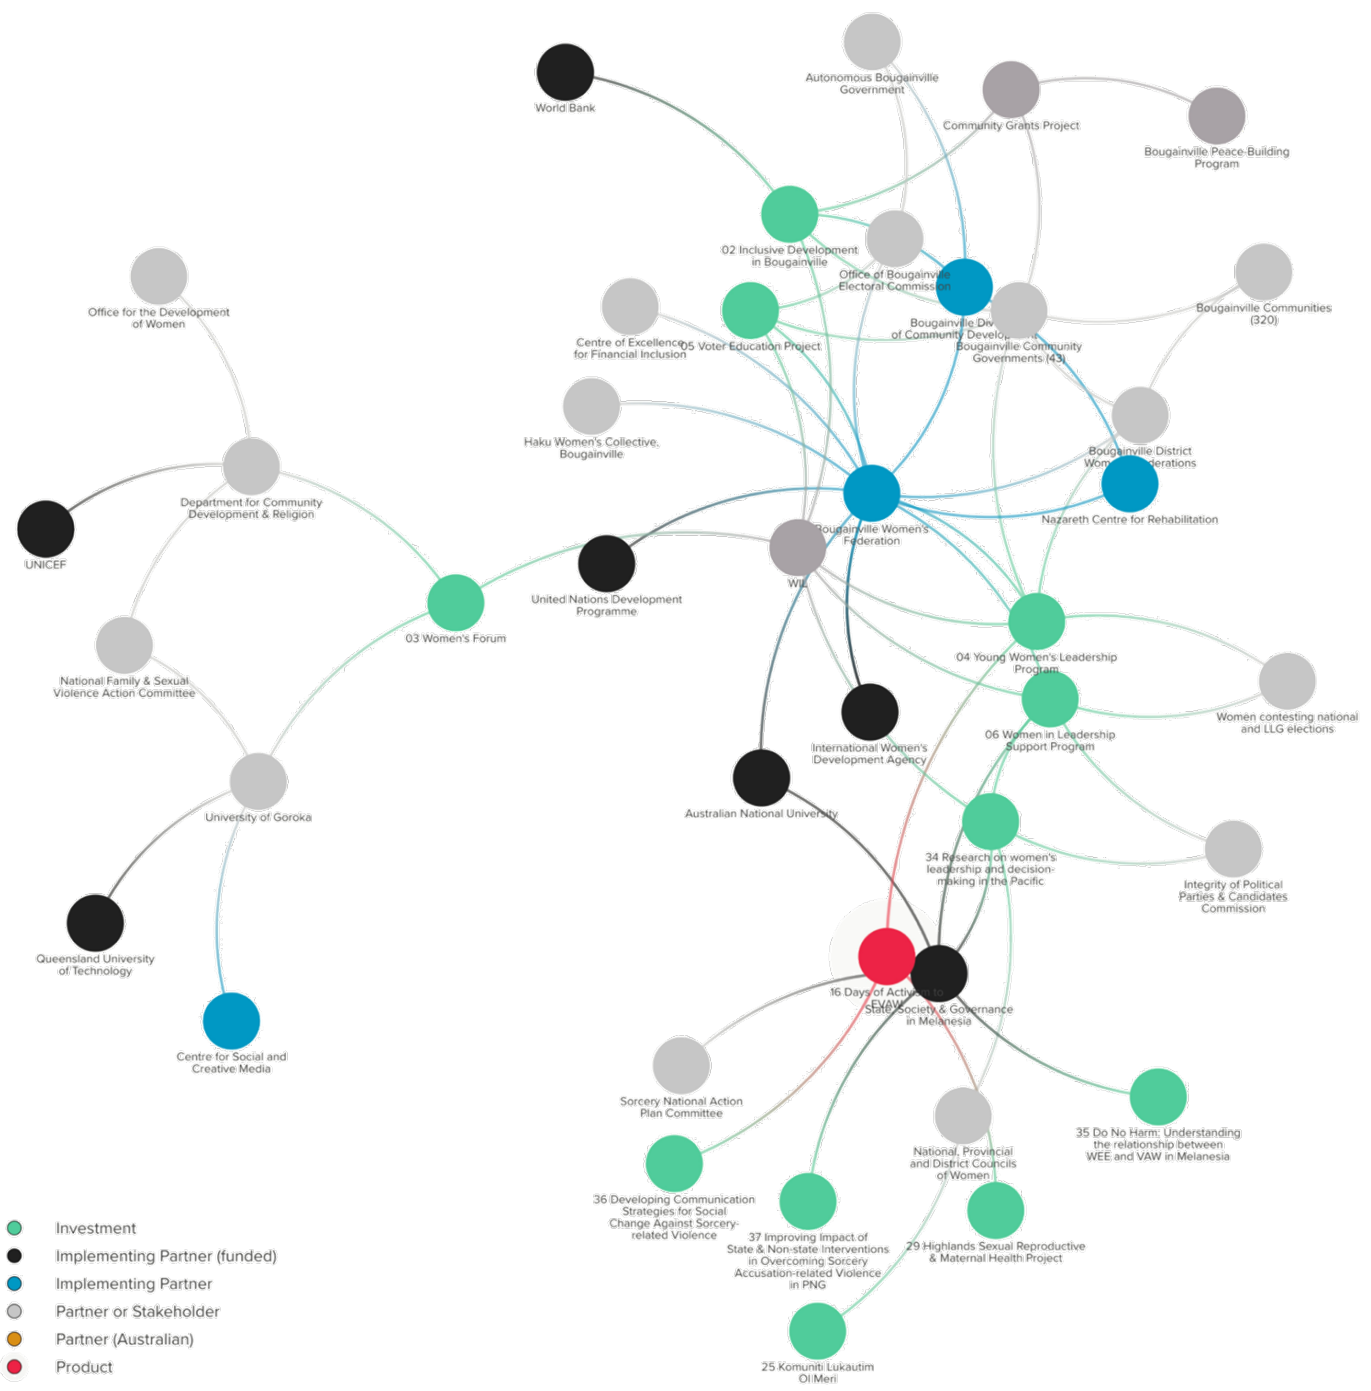 World Bank
Autonomous Bougainville
Government
Community Grants Project
Bougainville Peace-Building
Program
02 Inclusive Development
in Bougainville
Office of Bougainville
Electoral Commission
Office for the Development
of Women
Bougainville Communities
(320)
Centre of Excellence
for Financial Inclusion
05 Voter Education Project
Bougainville Div
of Community Develop
Bougainville Community
Governments (43)
Haku Women's Collective,
Bougainville
Bougainville District
Wom derations
Department for Community
Development & Religion
Nazareth Centre for Rehabilitation
Bougainville Women's
Federation
UNICEF
WIL
United Nations Development
Programme
03 Women's Forum
04 Young Women's Leadership
Program
National Family & Sexual
Violence Action Committee
Women contesting national
and LLG elections
06 Women in Leadership
Support Program
International Women's
Development Agency
University of Goroka
Australian National University
34 Research on women's
leadership and decision-
making in the Pacific
Integrity of Political
Parties & Candidates
Commission
Queensland University
of Technology
16 Days of Activism to
EVAW
State, Society & Governance
in Melanesia
Centre for Social and
Creative Media
Sorcery National Action
Plan Committee
35 Do No Harm: Understanding
the relationship between
WEE and VAW in Melanesia
National, Provincial
and District Councils
of Women
36 Developing Communication
Strategies for Social
Change Against Sorcery-
related Violence
37 Improving Impact of
State & Non-state Interventions
in Overcoming Sorcery
Accusation-related Violence
in PNG
29 Highlands Sexual Reproductive
& Maternal Health Project
25 Komuniti Lukautim
Ol Meri
Investment
Implementing Partner (funded)
Implementing Partner
Partner or Stakeholder
Partner (Australian)
Product